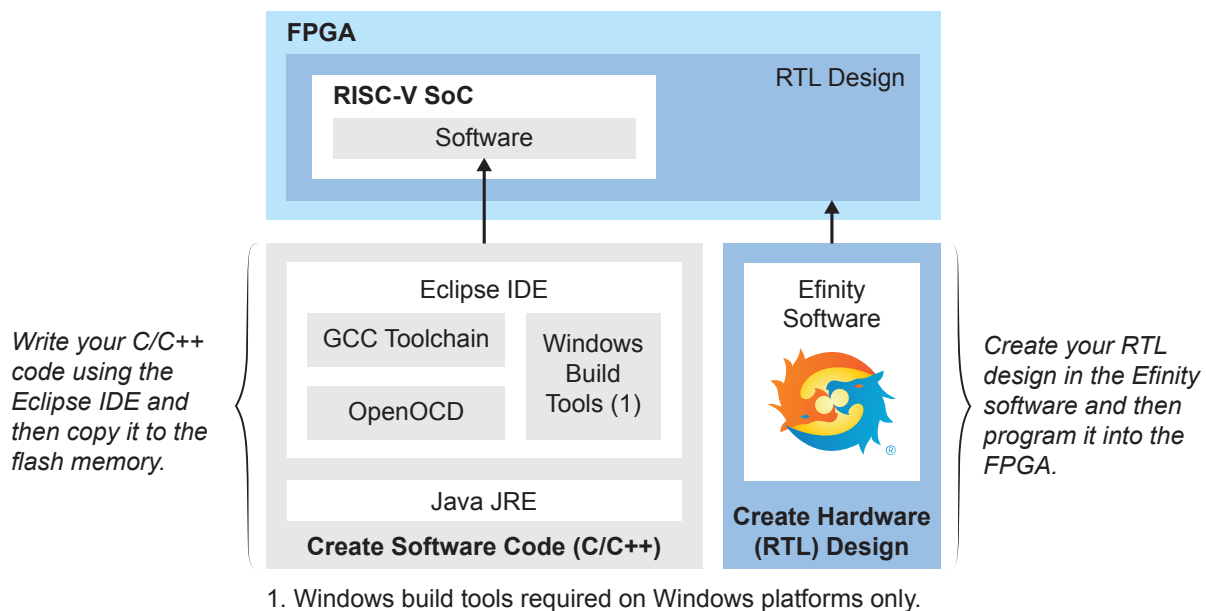 FPGA
RTL Design
RISC-V SoC
Software
Write your C/C++
code using the
Eclipse IDE and
then copy it to the
flash memory.
Eclipse IDE
GCC Toolchain
OpenOCD
Windows
Build
Tools (1)
Java JRE
Create Software Code (C/C++)
Efinity
Software
®
Create Hardware
(RTL) Design
Create your RTL
design in the Efinity
software and then
program it into the
FPGA.
1. Windows build tools required on Windows platforms only.